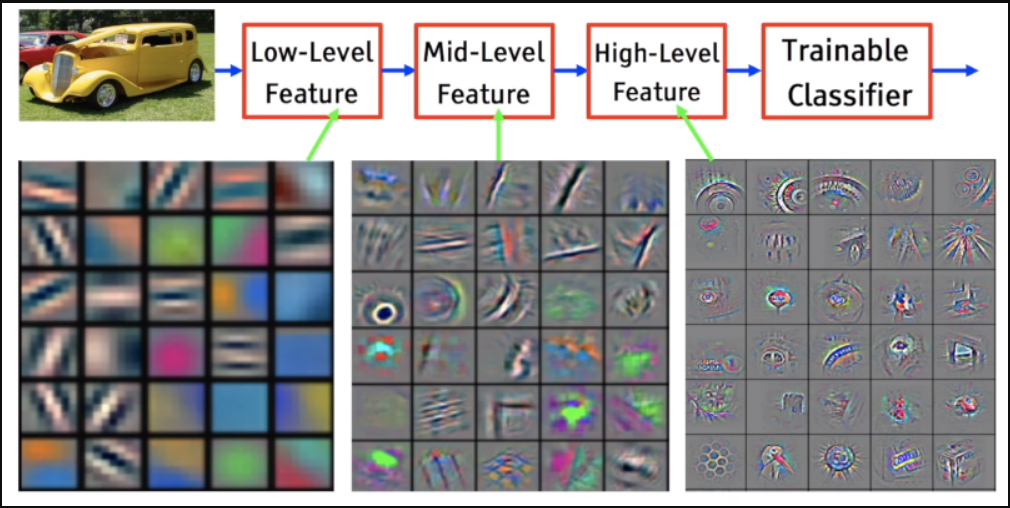 Low-Level
Feature
Mid-Level
Feature
High-Level
Feature
Trainable
Classifier